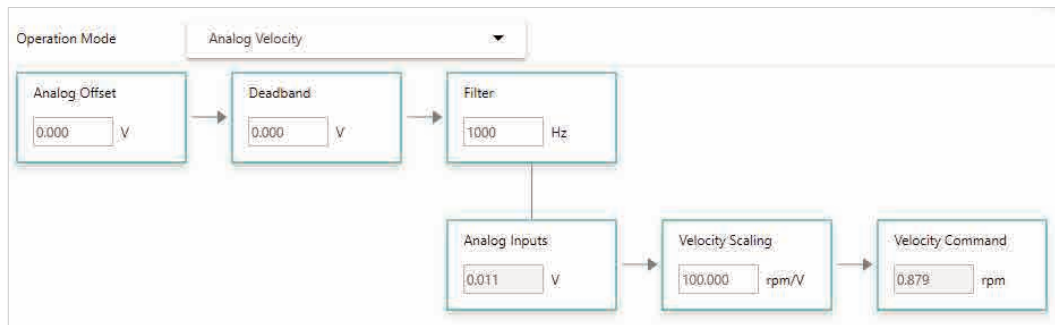 Operation Mode Analog Velocity
Analog Offset Deadband Filter
0.000 V 0.000 V 1000 Hz
Analog Inputs Velocity Scaling Velocity Command
0.011 V 100.000 rpm/V 0.879 rpm